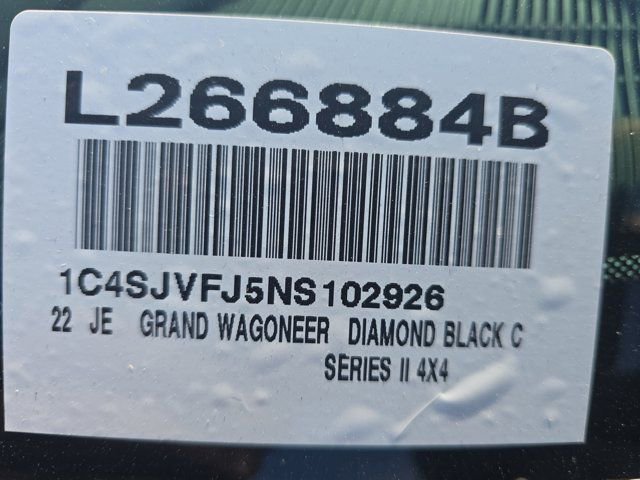 L266884B
1C4SJVFJ5NS102926
22 JE GRAND WAGONEER DIAMOND BLACK C
SERIES II 4X4